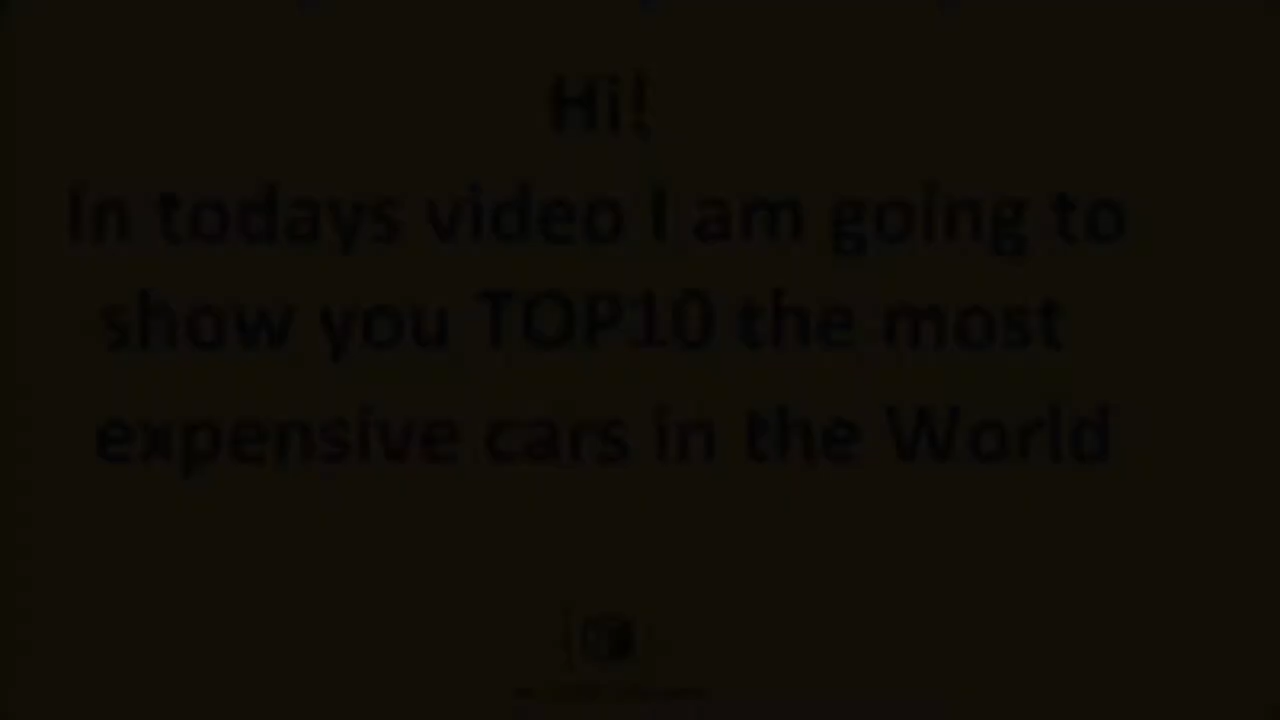 Hi!
In todays video I am going to
show you TOP10 the most
expensive cars in the World